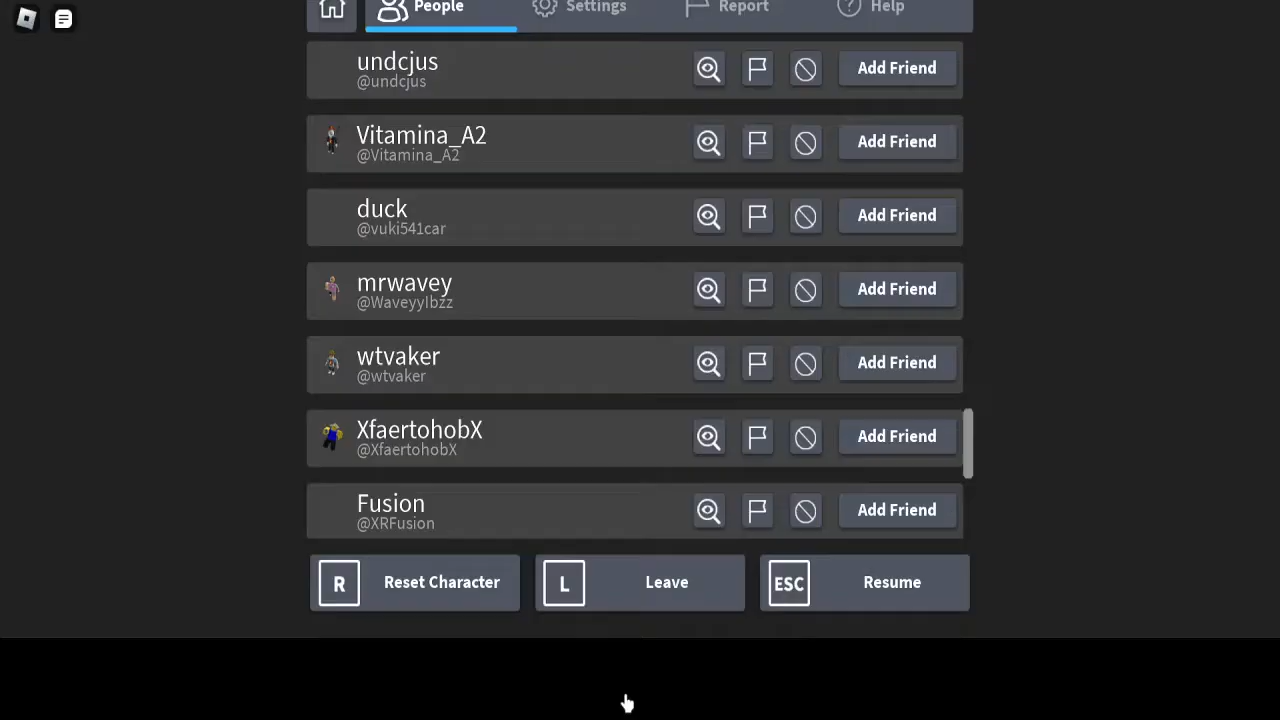 People
Settings
Report
Help
undcjus
@undcjus
Add Friend
Vitamina_A2
@Vitamina_A2
Add Friend
duck
@vuki541car
Add Friend
mrwavey
@Waveyylbzz
Add Friend
wtvaker
@wtvaker
Add Friend
XfaertohobX
@XfaertohobX
Add Friend
Fusion
@XRFusion
Add Friend
R Reset Character
L Leave
ESC Resume